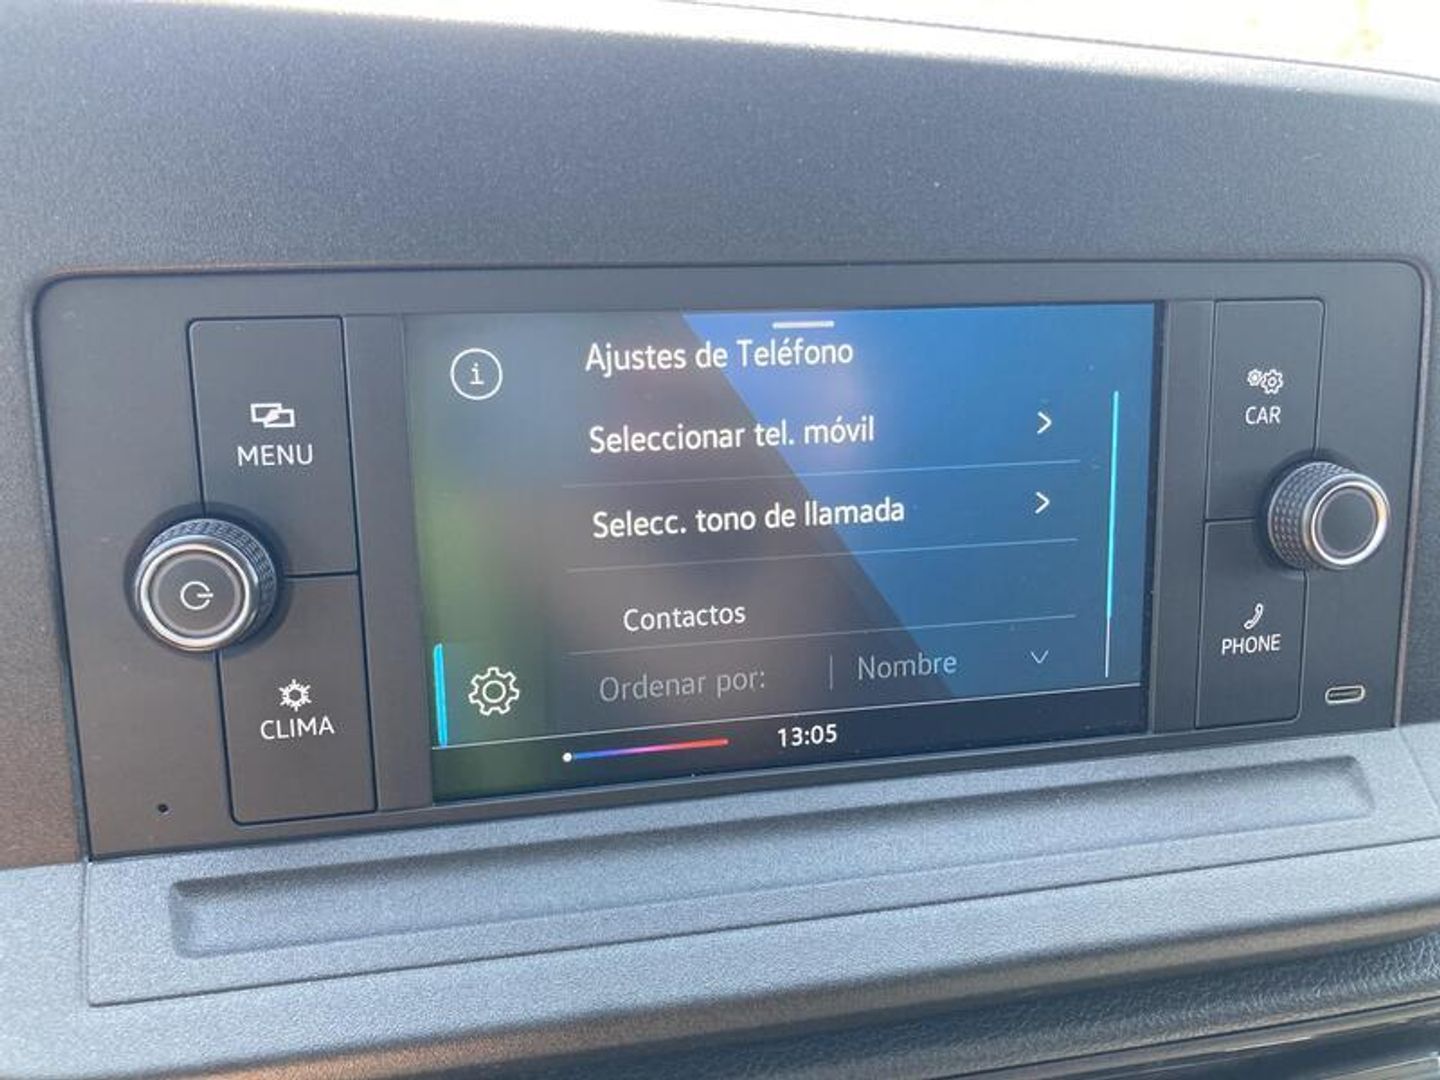 Ajustes de Teléfono
Seleccionar tel. móvil
Selecc. tono de llamada
Contactos
Ordenar por: Nombre
13:05
MENU
CLIMA
CAR
PHONE
i